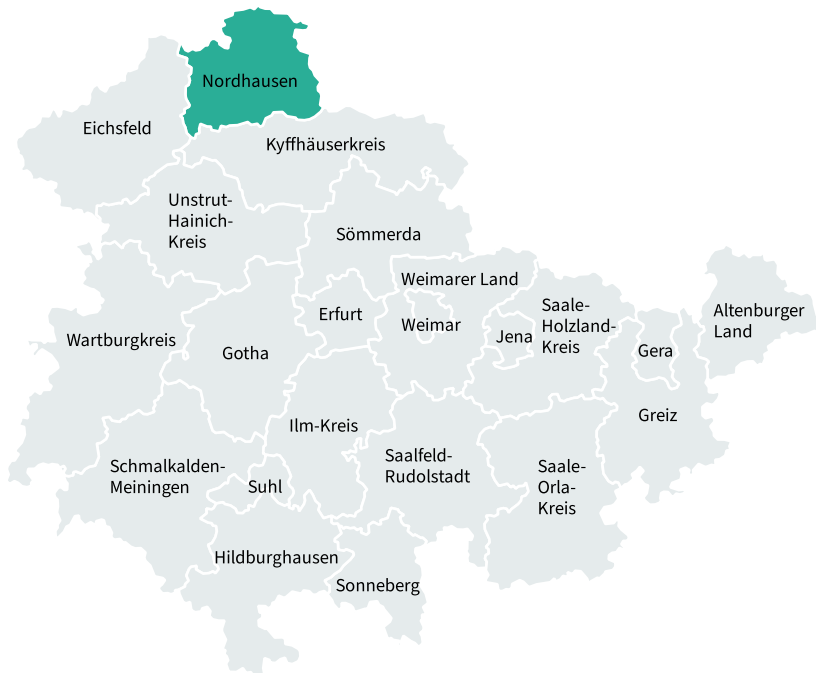 Nordhausen
Eichsfeld
Kyffhäuserkreis
Unstrut-
Hainich-
Kreis
Sömmerda
Weimarer Land
Saale-
Holzland-
Kreis
Altenburger
Land
Erfurt
Weimar
Jena
Wartburgkreis
Gotha
Gera
Greiz
Ilm-Kreis
Schmalkalden-
Meiningen
Suhl
Saalfeld-
Rudolstadt
Saale-
Orla-
Kreis
Hildburghausen
Sonneberg